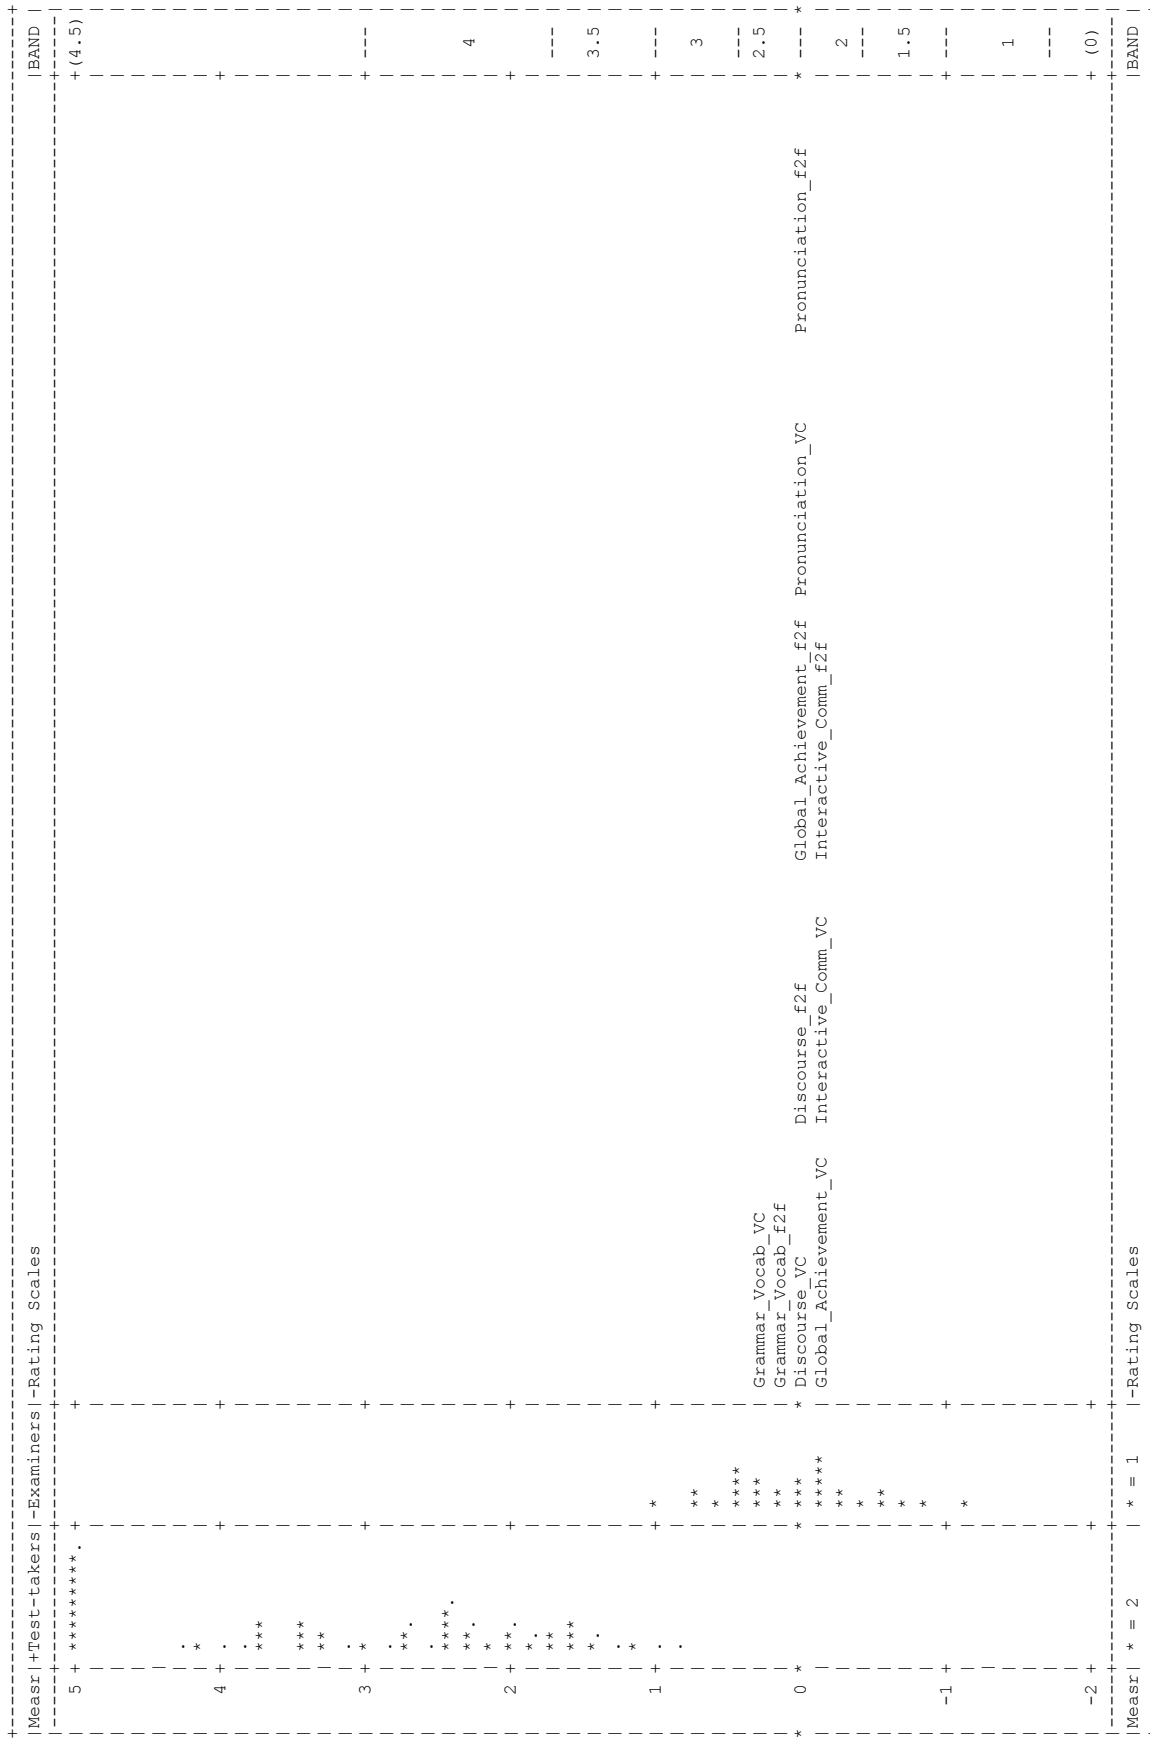 +-----------------------------------------------------------------------+
|Measr|+Test-takers|-Examiners|-Rating Scales |BAND |
+-----------------------------------------------------------------------+
| 5 + *********. + + +(4.5)|
| | | | | |
| | | | | |
| | | | | |
| | | | | |
| | . | | | |
| | * | | | |
| 4 + . + + + |
| | . | | | |
| | *** | | | |
| | | | | |
| | *** | | | |
| | ** | | | |
| | . | | | |
| 3 + * + + + --- |
| | . | | | |
| | **. | | | |
| | . | | | |
| | ****. | | | |
| | **. | | | 4 |
| | * | | | |
| 2 + **. + + + |
| | *. | | | |
| | ** | | | --- |
| | *** | | | |
| | *. | | | 3.5 |
| | . | | | |
| | * | | | |
| 1 + . + * + + --- |
| | . | | | |
| | | ** | | 3 |
| | | * | | |
| | | **** | | --- |
| | | *** | Grammar_Vocab_VC | 2.5 |
| | | ** | Grammar_Vocab_f2f | |
* 0 * * *** * Discourse_VC Discourse_f2f Global_Achievement_f2f Pronunciation_VC Pronunciation_f2f * --- *
| | | ***** | Global_Achievement_VC Interactive_Comm_VC Interactive_Comm_f2f | |
| | | ** | | 2 |
| | | * | | --- |
| | | ** | | |
| | | * | | 1.5 |
| | | * | | |
| -1 + + + + --- |
| | | * | | |
| | | | | |
| | | | | 1 |
| | | | | |
| | | | | --- |
| | | | | |
| -2 + + + + (0) |
+-----------------------------------------------------------------------+
|Measr| * = 2 | * = 1 |-Rating Scales |BAND |